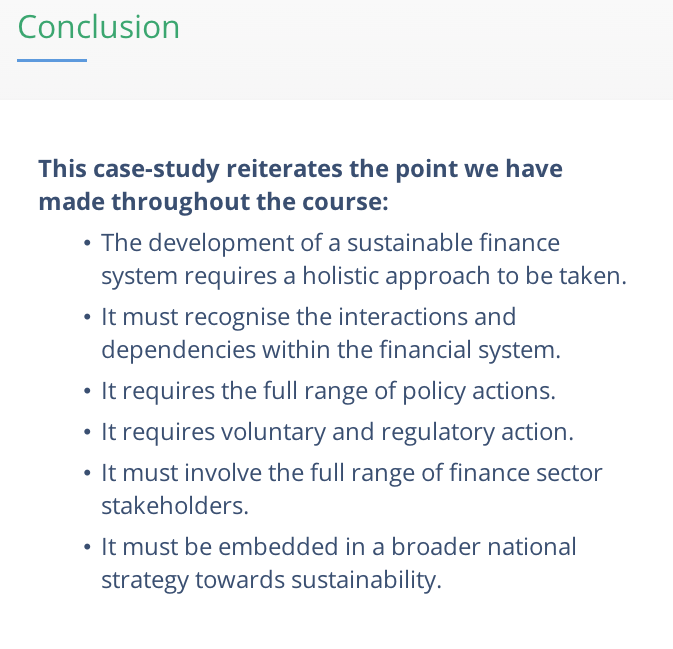 Conclusion
This case-study reiterates the point we have
made throughout the course:
• The development of a sustainable finance
system requires a holistic approach to be taken.
• It must recognise the interactions and
dependencies within the financial system.
• It requires the full range of policy actions.
• It requires voluntary and regulatory action.
• It must involve the full range of finance sector
stakeholders.
• It must be embedded in a broader national
strategy towards sustainability.